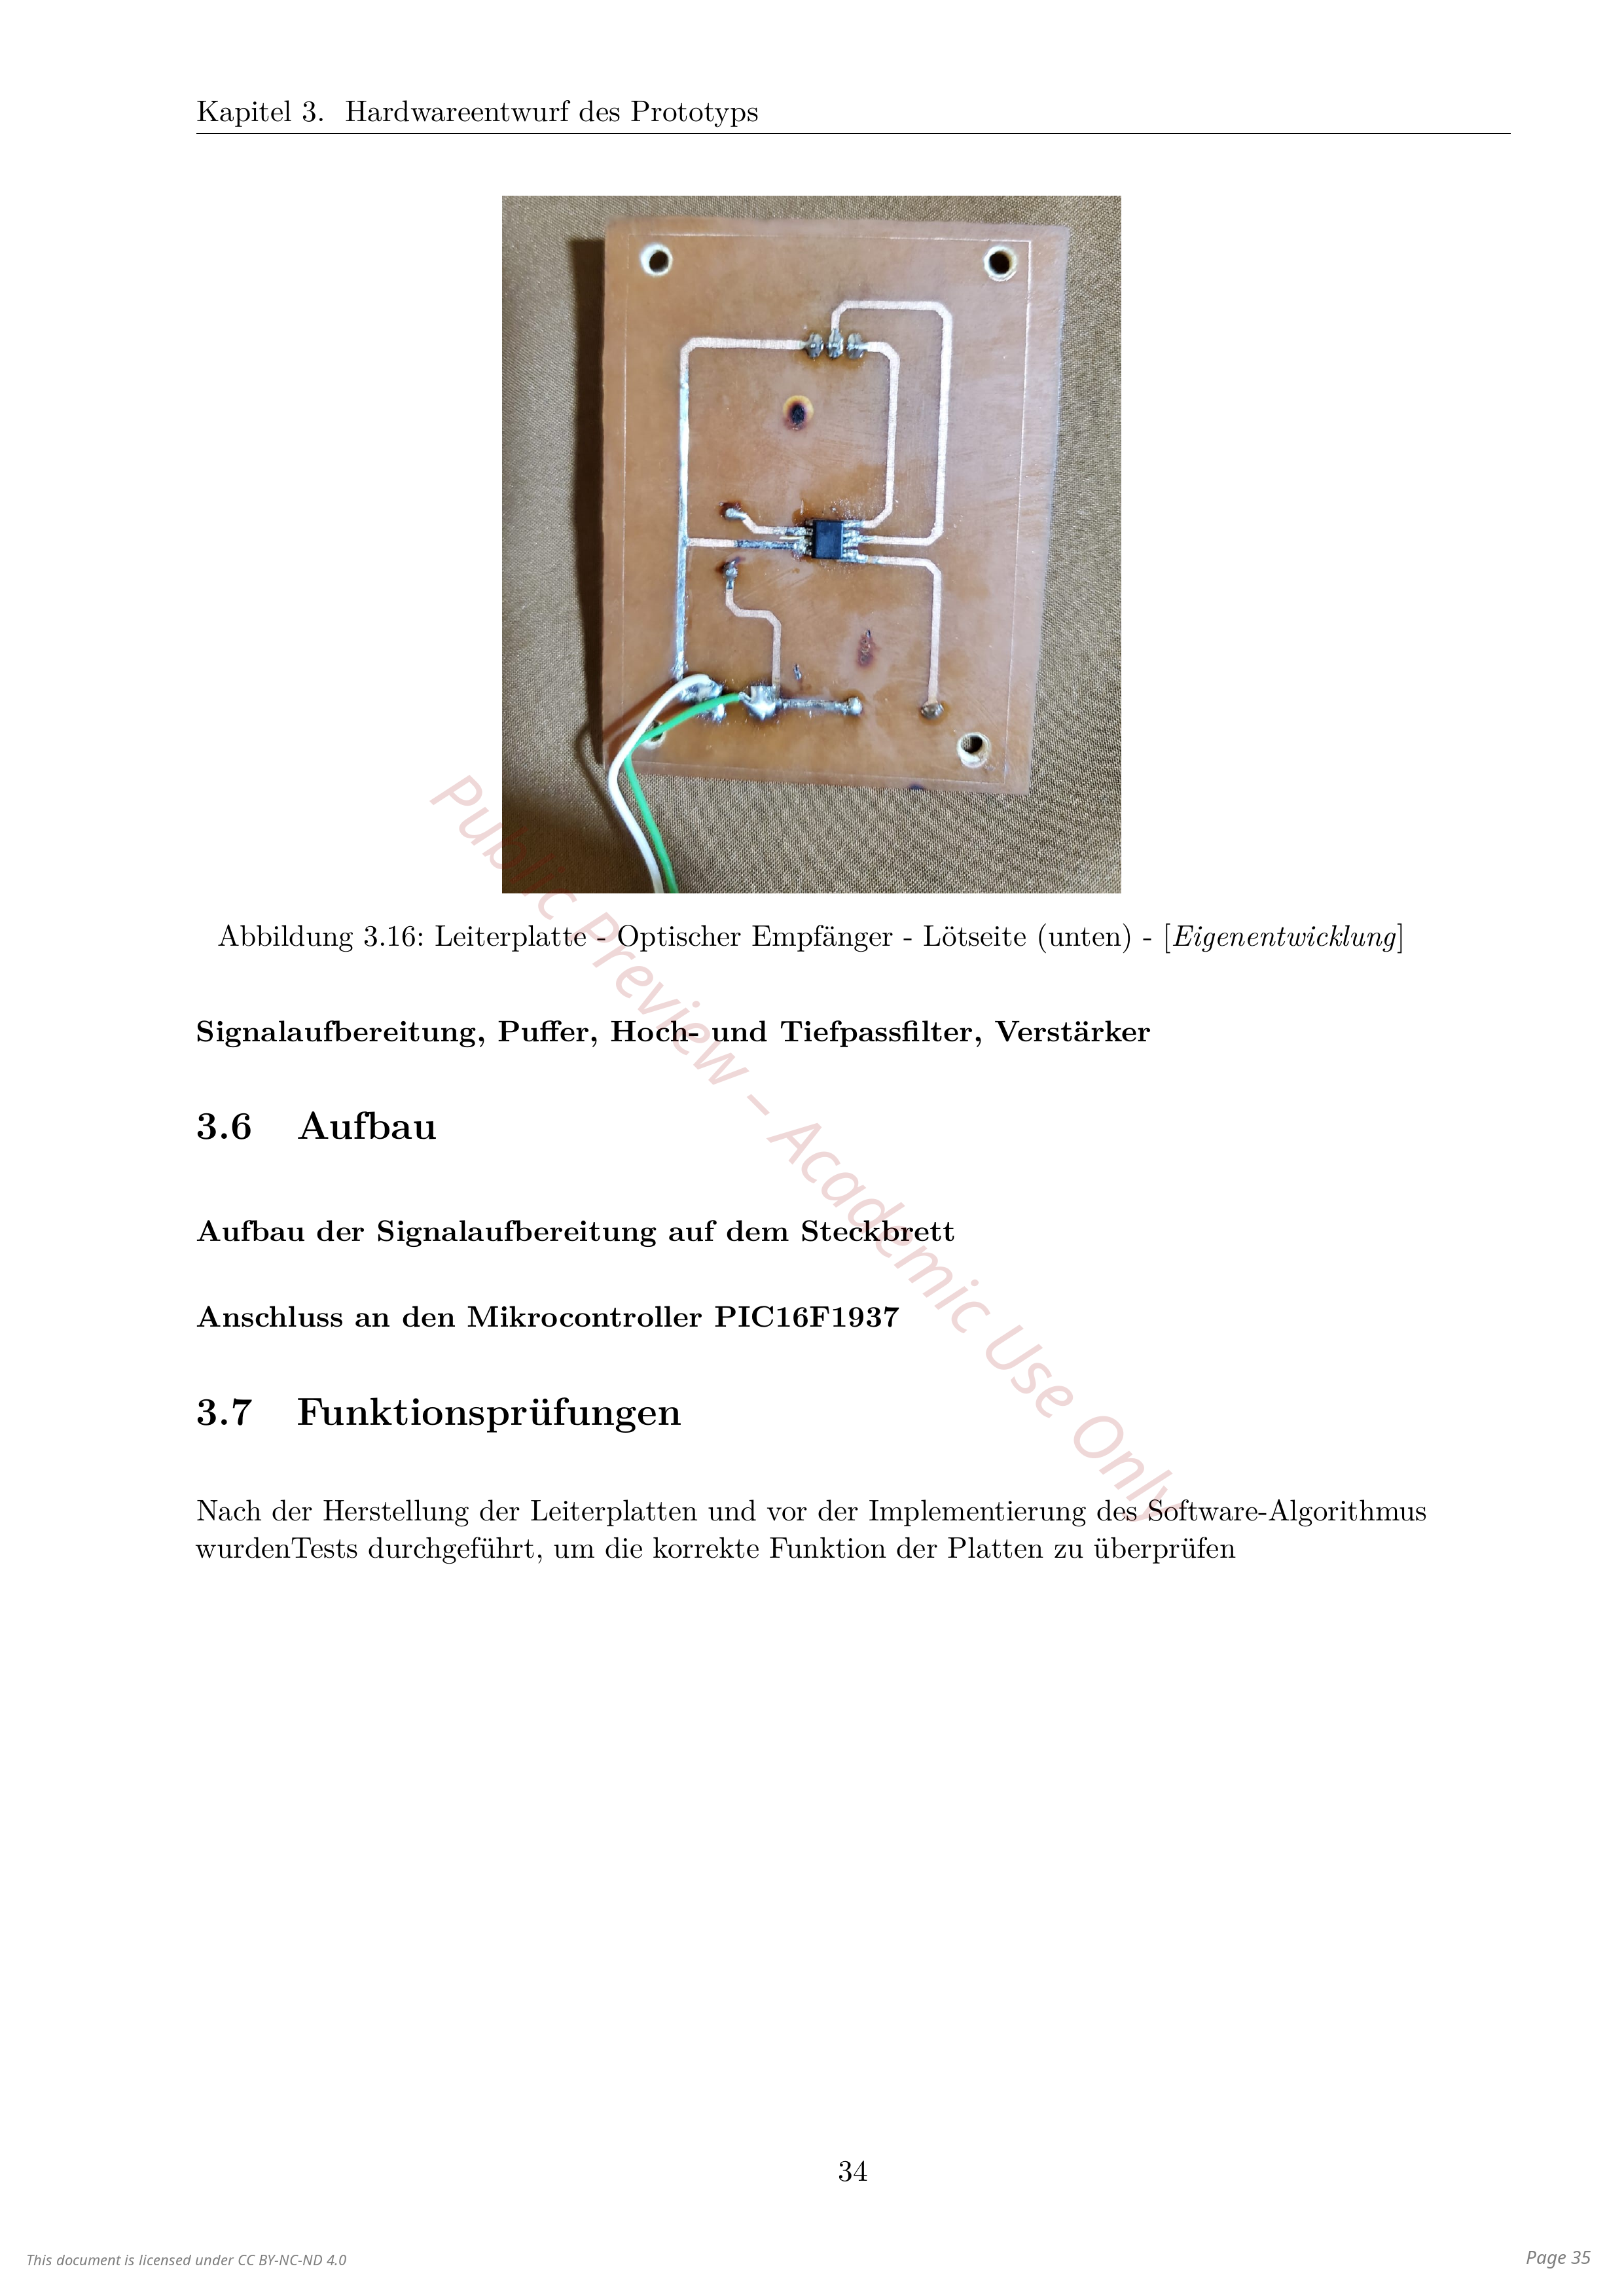 Kapitel 3. Hardwareentwurf des Prototyps
Abbildung 3.16: Leiterplatte - Optischer Empfänger - Lötseite (unten) - [Eigenentwicklung]
Signalaufbereitung, Puffer, Hoch- und Tiefpassfilter, Verstärker
3.6 Aufbau
Aufbau der Signalaufbereitung auf dem Steckbrett
Anschluss an den Mikrocontroller PIC16F1937
3.7 Funktionsprüfungen
Nach der Herstellung der Leiterplatten und vor der Implementierung des Software-Algorithmus
wurdenTests durchgeführt, um die korrekte Funktion der Platten zu überprüfen
Public Preview – Academic Use Only
34
This document is licensed under CC BY-NC-ND 4.0
Page 35